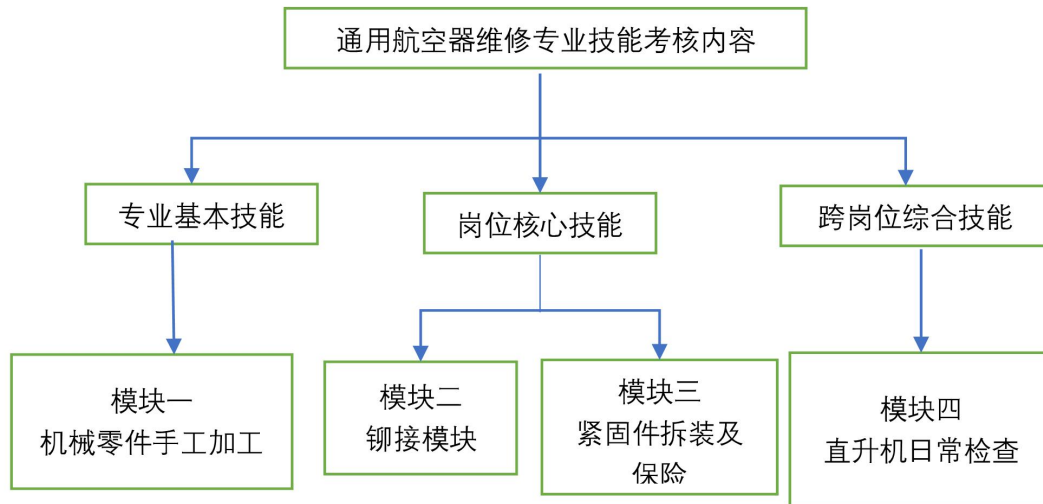 通用航空器维修专业技能考核内容
专业基本技能
岗位核心技能
跨岗位综合技能
模块一
机械零件手工加工
模块二
铆接模块
模块三
紧固件拆装及
保险
模块四
直升机日常检查